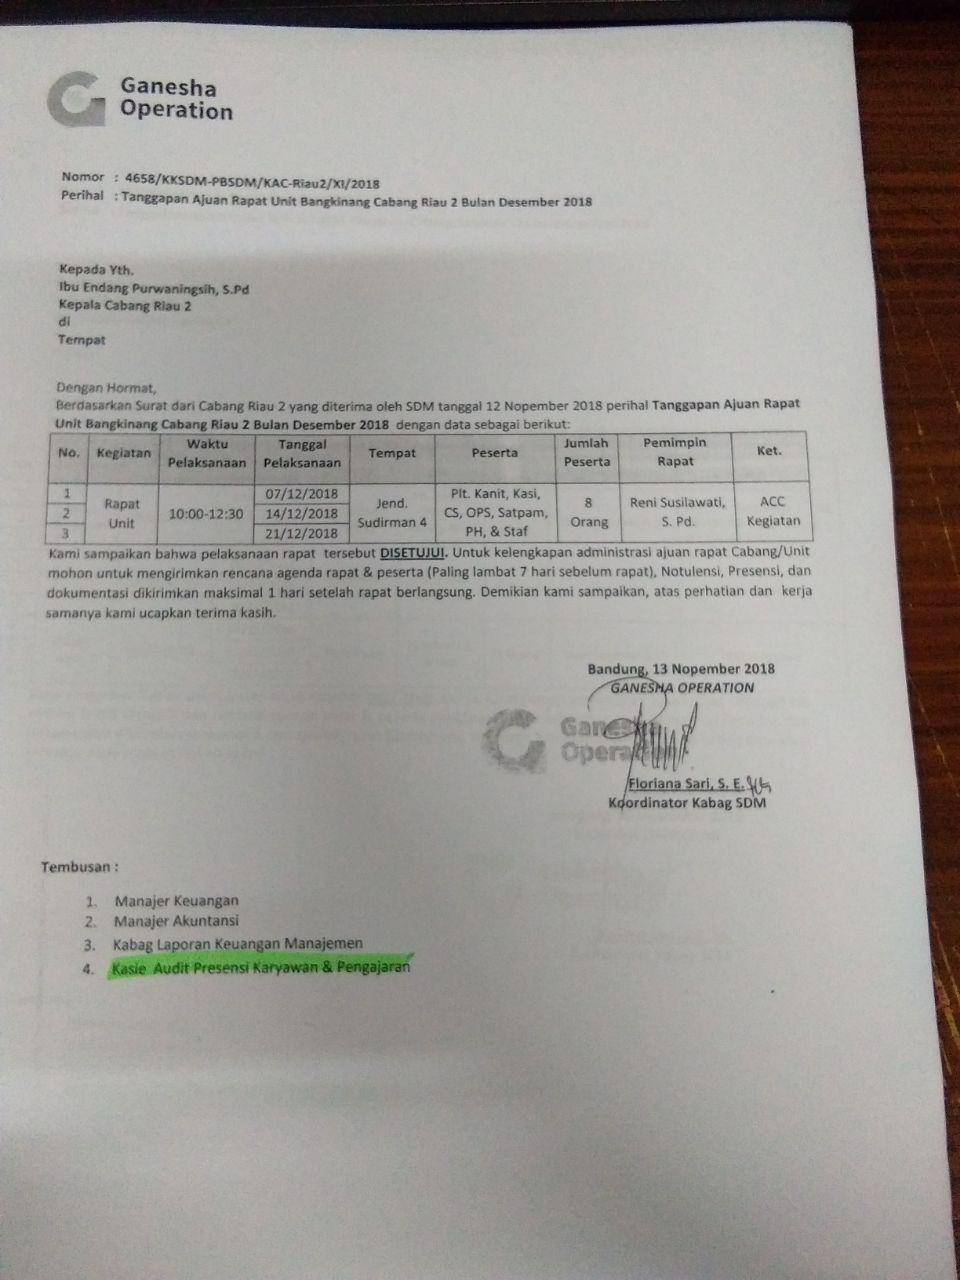 Ganesha
Operation
Nomor : 4658/KKSDM-PBSDM/KAC-Riau2/XI/2018
Perihal : Tanggapan Ajuan Rapat Unit Bangkinang Cabang Riau 2 Bulan Desember 2018
Kepada Yth.
Ibu Endang Purwaningsih, S.Pd
Kepala Cabang Riau 2
di
Tempat
Dengan Hormat,
Berdasarkan Surat dari Cabang Riau 2 yang diterima oleh SDM tanggal 12 Nopember 2018 perihal Tanggapan Ajuan Rapat
Unit Bangkinang Cabang Riau 2 Bulan Desember 2018 dengan data sebagai berikut:
No. Kegiatan Waktu Pelaksanaan Tanggal Pelaksanaan Tempat Peserta Jumlah Peserta Pemimpin Rapat Ket.
1 Rapat Unit 10:00-12:30 07/12/2018 Jend. Sudirman 4 Plt. Kanit, Kasi, CS, OPS, Satpam, PH, & Staf 8 Orang Reni Susilawati, S. Pd. ACC Kegiatan
2 14/12/2018
3 21/12/2018
Kami sampaikan bahwa pelaksanaan rapat tersebut DISETUJUI. Untuk kelengkapan administrasi ajuan rapat Cabang/Unit
mohon untuk mengirimkan rencana agenda rapat & peserta (Paling lambat 7 hari sebelum rapat), Notulensi, Presensi, dan
dokumentasi dikirimkan maksimal 1 hari setelah rapat berlangsung. Demikian kami sampaikan, atas perhatian dan kerja
samanya kami ucapkan terima kasih.
Bandung, 13 Nopember 2018
GANESHA OPERATION
Ganesha
Operation
Floriana Sari, S. E.
Koordinator Kabag SDM
Tembusan :
1. Manajer Keuangan
2. Manajer Akuntansi
3. Kabag Laporan Keuangan Manajemen
4. Kasie Audit Presensi Karyawan & Pengajaran